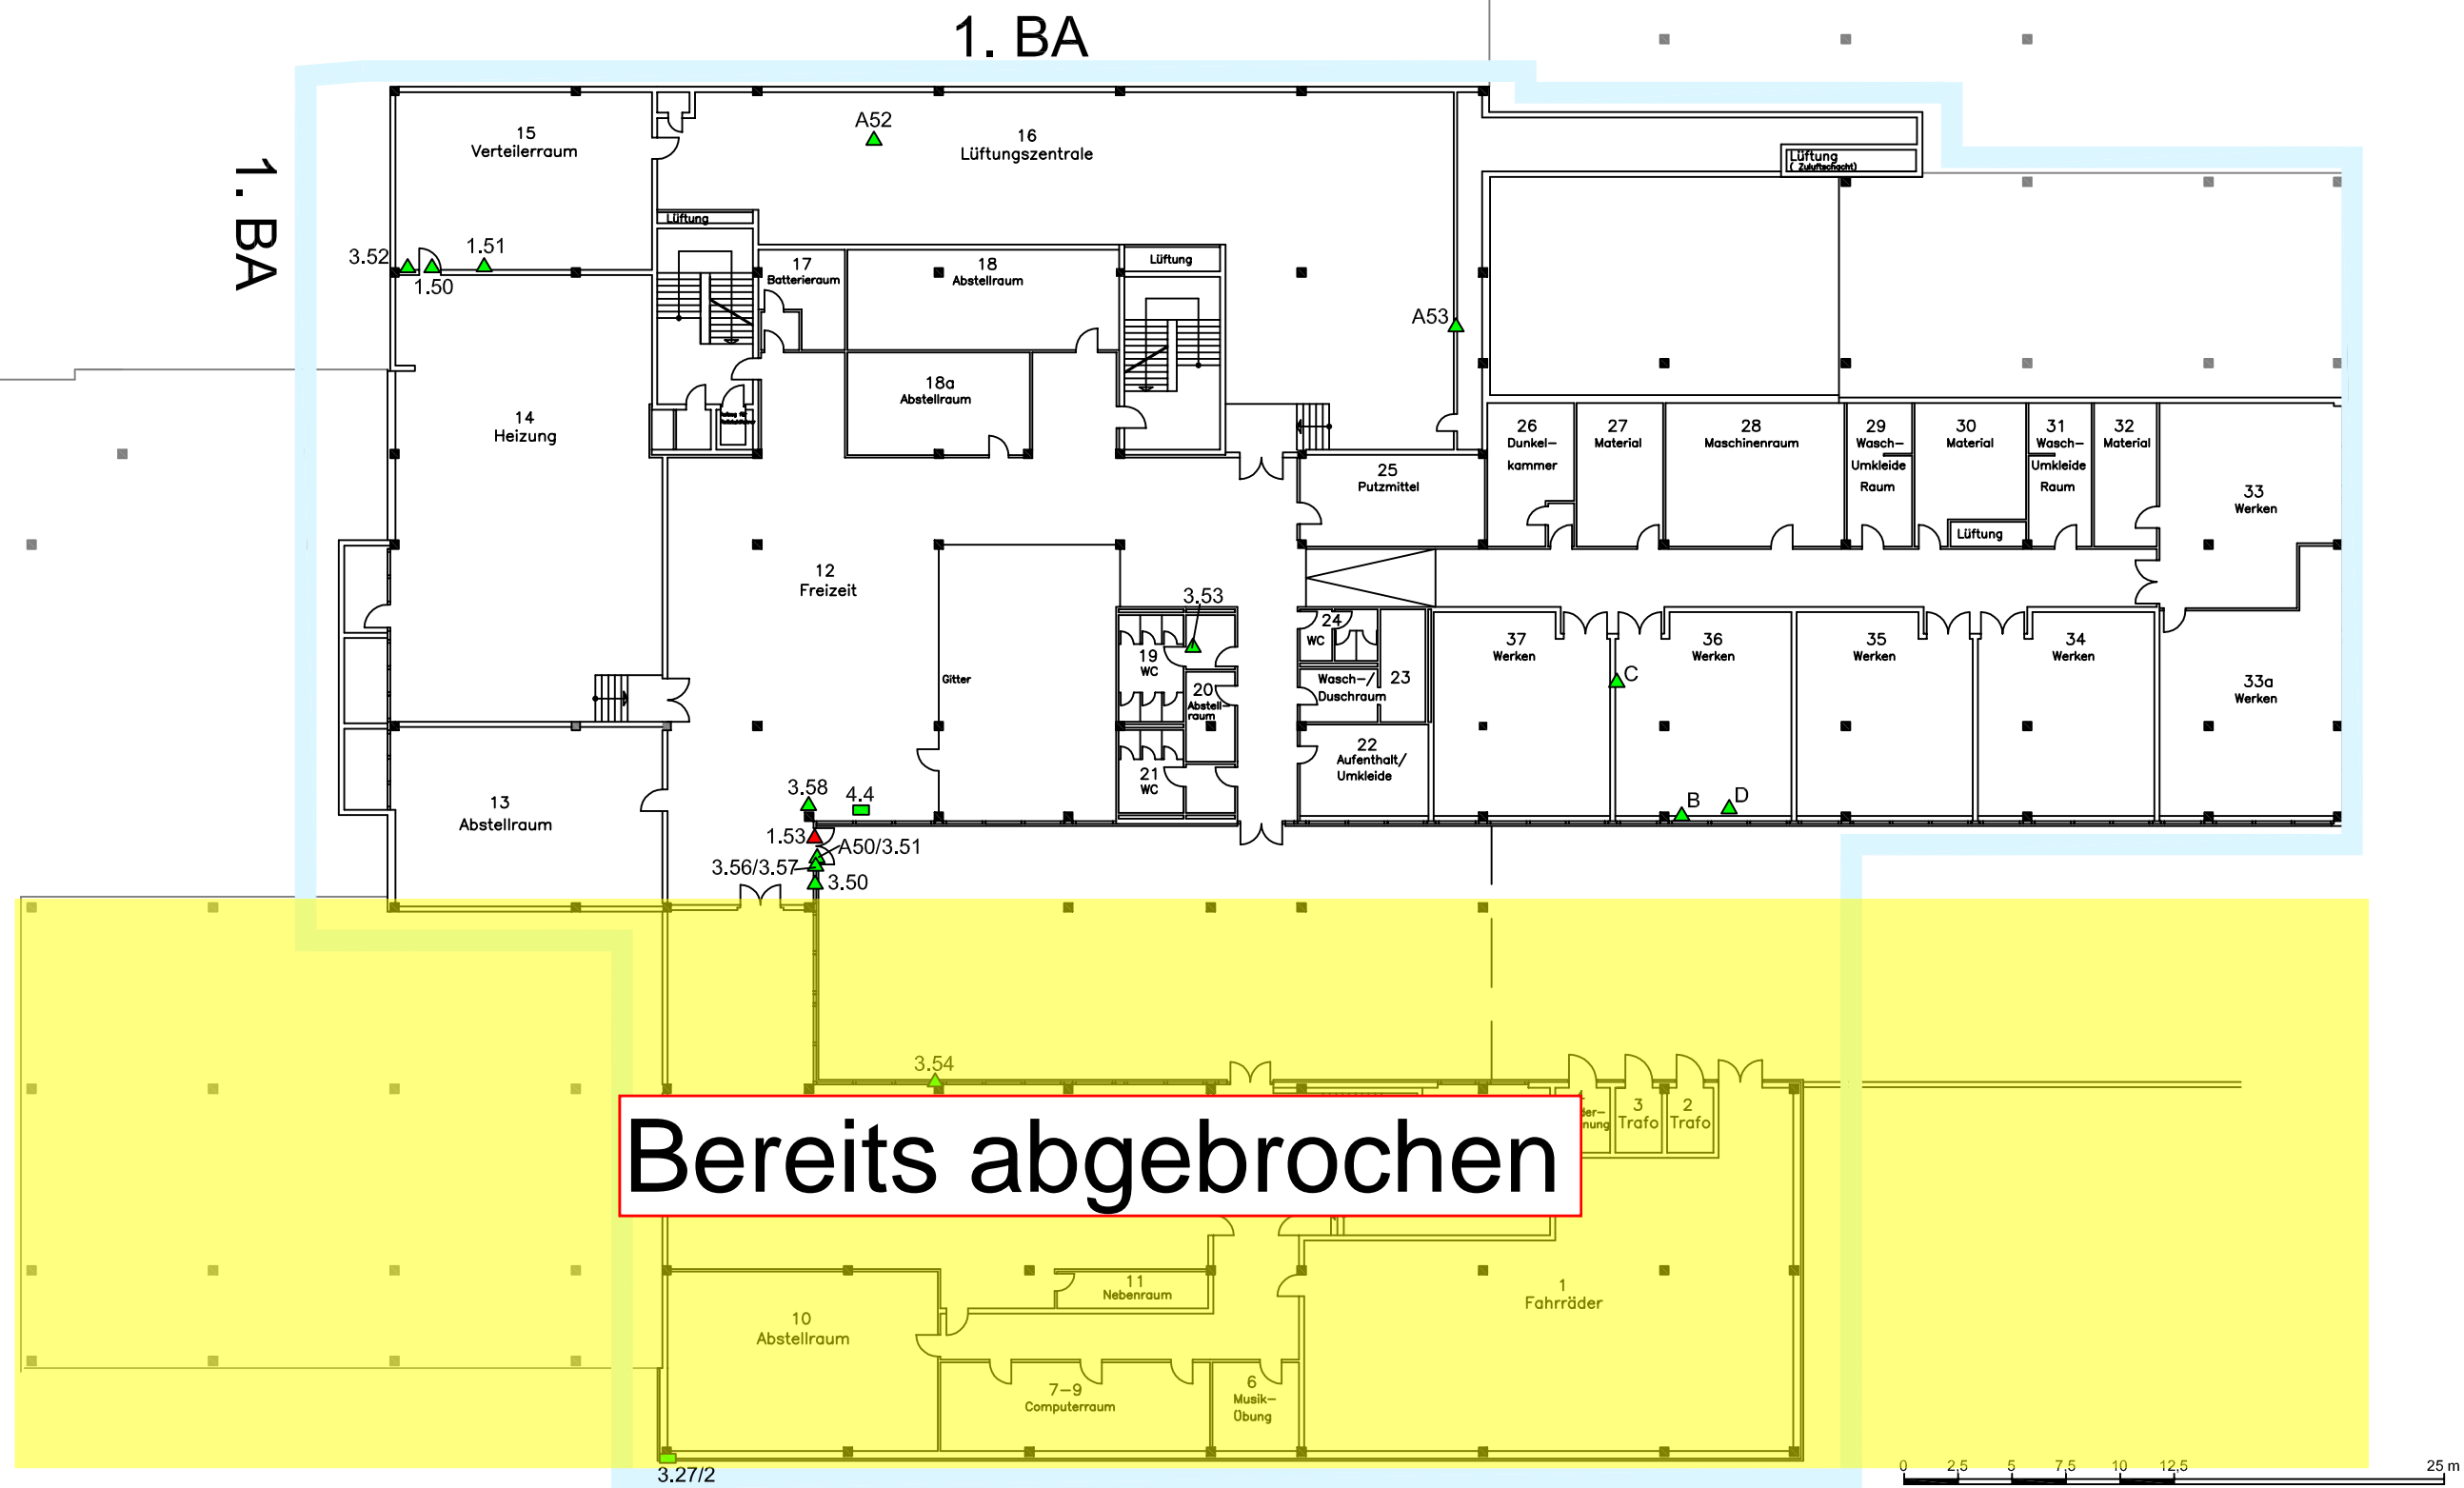 1. BA
1. BA
A52
15
Verteilerraum
16
Lüftungszentrale
Lüftung
( Zuluftschacht)
Lüftung
3.52
1.51
1.50
17
Batterieraum
18
Abstellraum
Lüftung
A53
18a
Abstellraum
14
Heizung
26
Dunkel-
kammer
27
Material
28
Maschinenraum
29
Wasch-
Umkleide
Raum
30
Material
31
Wasch-
Umkleide
Raum
32
Material
25
Putzmittel
33
Werken
Lüftung
12
Freizeit
3.53
24
WC
19
WC
37
Werken
36
Werken
35
Werken
34
Werken
C
Gitter
20
Abstell-
raum
Wasch-/
Duschraum
23
33a
Werken
22
Aufenthalt/
Umkleide
21
WC
3.58
4.4
B
D
13
Abstellraum
1.53
A50/3.51
3.56/3.57
3.50
3.54
3
Trafo
2
Trafo
Bereits abgebrochen
11
Nebenraum
1
Fahrräder
10
Abstellraum
7-9
Computerraum
6
Musik-
Übung
3.27/2
0 2,5 5 7,5 10 12,5 25 m